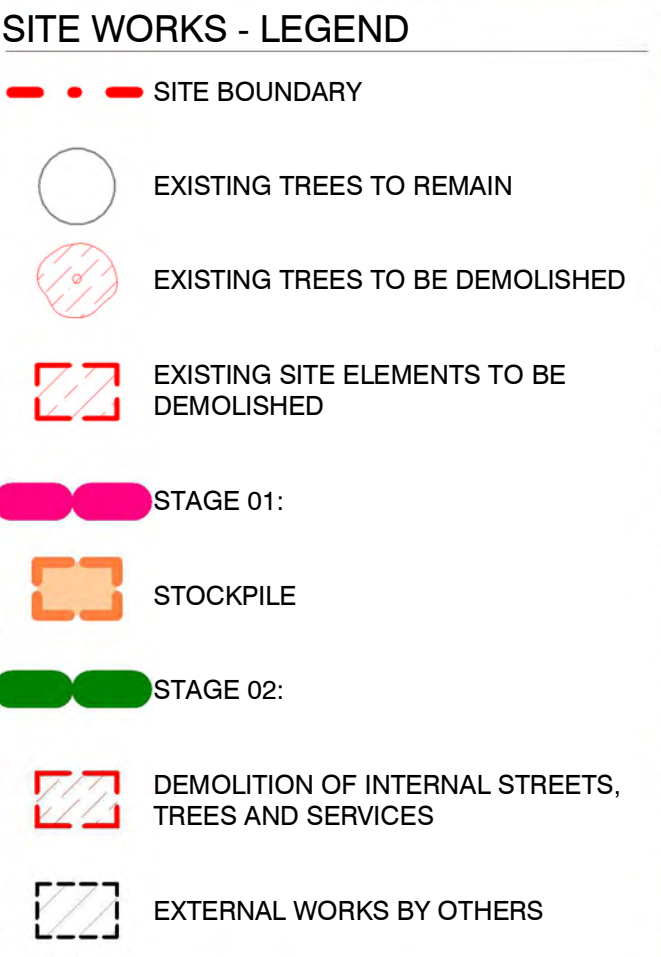 SITE WORKS - LEGEND
SITE BOUNDARY
EXISTING TREES TO REMAIN
EXISTING TREES TO BE DEMOLISHED
EXISTING SITE ELEMENTS TO BE
DEMOLISHED
STAGE 01:
STOCKPILE
STAGE 02:
DEMOLITION OF INTERNAL STREETS,
TREES AND SERVICES
EXTERNAL WORKS BY OTHERS